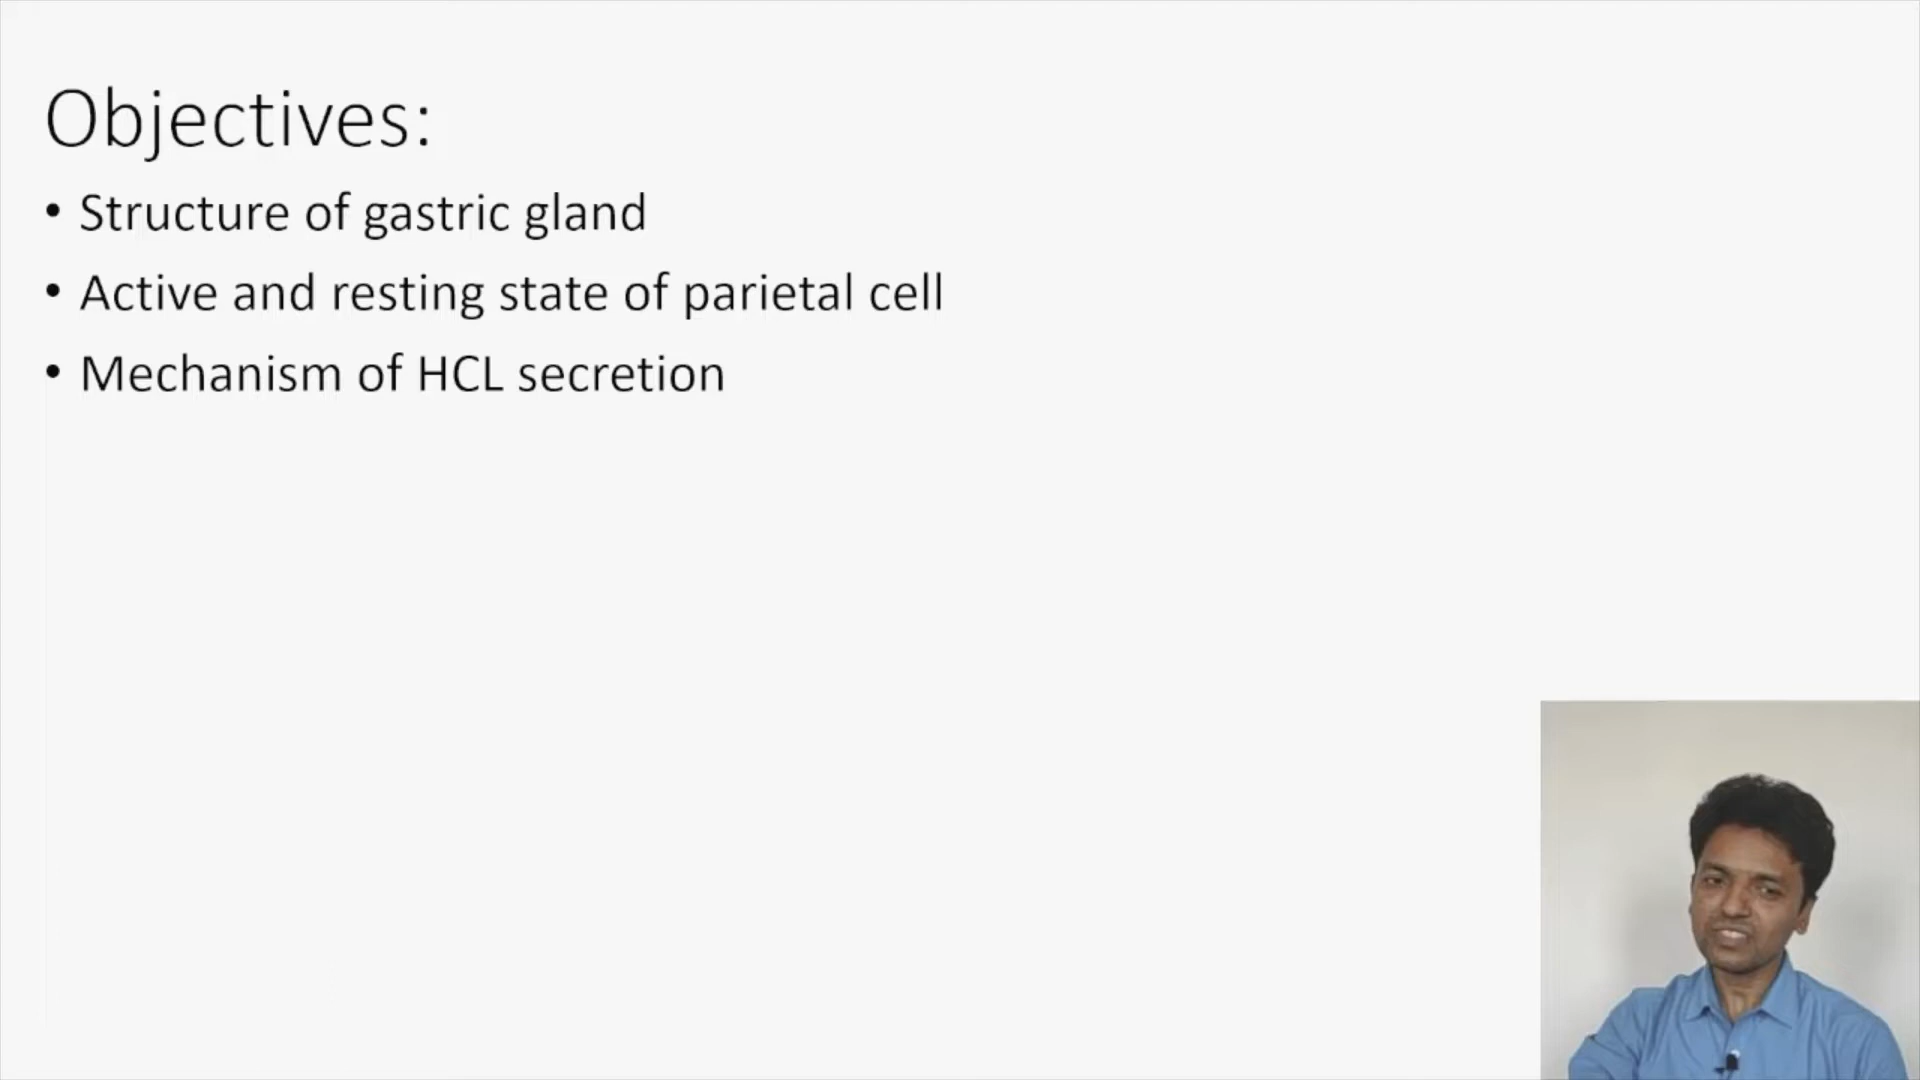 Objectives:
• Structure of gastric gland
• Active and resting state of parietal cell
• Mechanism of HCL secretion